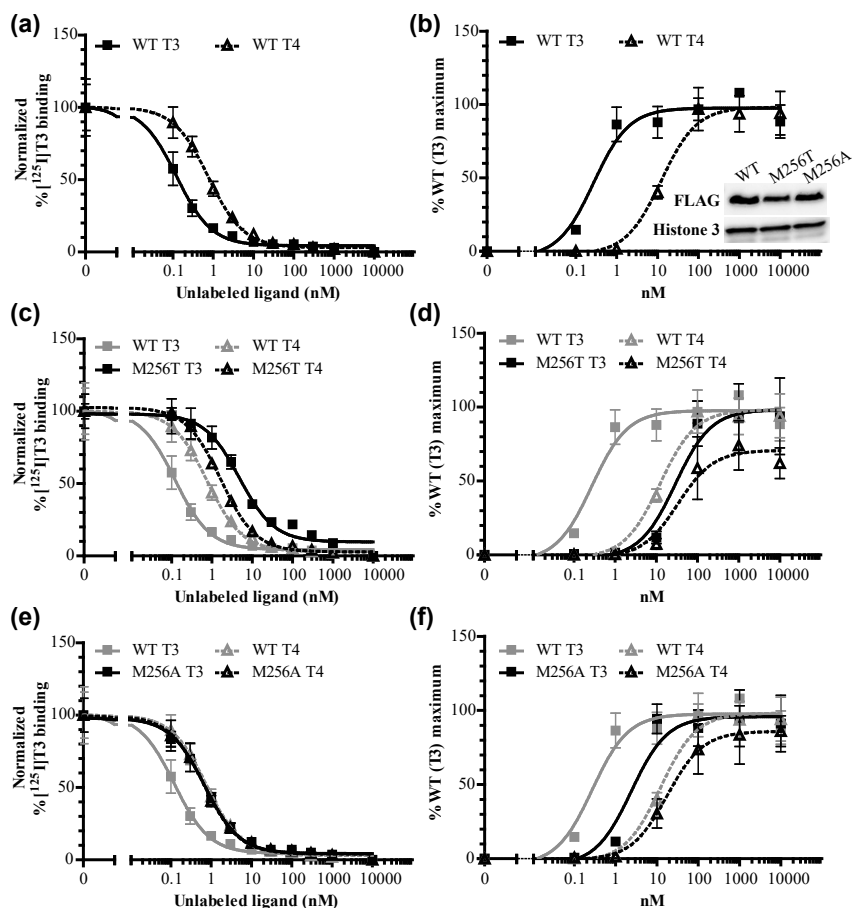 (a)
WT T3 WT T4
Normalized
% [125I]T3 binding
150
100
50
0
0 0.1 1 10 100 1000 10000
Unlabeled ligand (nM)
(b)
WT T3 WT T4
% WT (T3) maximum
150
100
50
0
WT M256T M256A
FLAG
Histone 3
0 0.1 1 10 100 1000 10000
nM
(c)
WT T3 WT T4
M256T T3 M256T T4
Normalized
% [125I]T3 binding
150
100
50
0
0 0.1 1 10 100 1000 10000
Unlabeled ligand (nM)
(d)
WT T3 WT T4
M256T T3 M256T T4
% WT (T3) maximum
150
100
50
0
0 0.1 1 10 100 1000 10000
nM
(e)
WT T3 WT T4
M256A T3 M256A T4
Normalized
% [125I]T3 binding
150
100
50
0
0 0.1 1 10 100 1000 10000
Unlabeled ligand (nM)
(f)
WT T3 WT T4
M256A T3 M256A T4
% WT (T3) maximum
150
100
50
0
0 0.1 1 10 100 1000 10000
nM